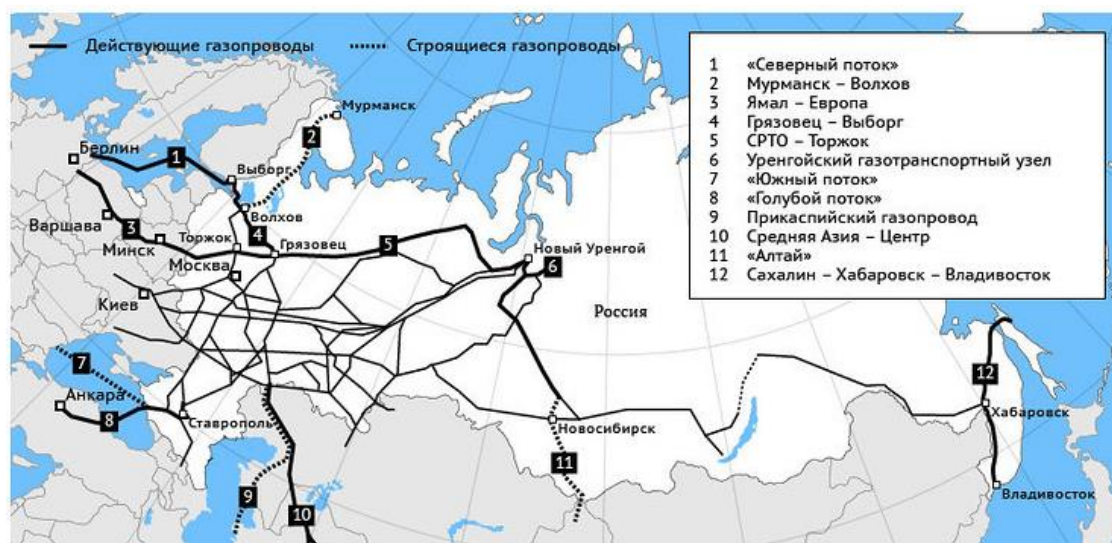 Действующие газопроводы
Строящиеся газопроводы
1 «Северный поток»
2 Мурманск – Волхов
3 Ямал – Европа
4 Грязовец – Выборг
5 СРТО – Торжок
6 Уренгойский газотранспортный узел
7 «Южный поток»
8 «Голубой поток»
9 Прикаспийский газопровод
10 Средняя Азия – Центр
11 «Алтай»
12 Сахалин – Хабаровск – Владивосток
Мурманск
2
Берлин
1
Выборг
Волхов
Варшава
3
Минск
Торжок
4
Грязовец
5
Москва
Новый Уренгой
6
Киев
Россия
7
Анкара
8
Ставрополь
Новосибирск
12
Хабаровск
11
9
10
Владивосток